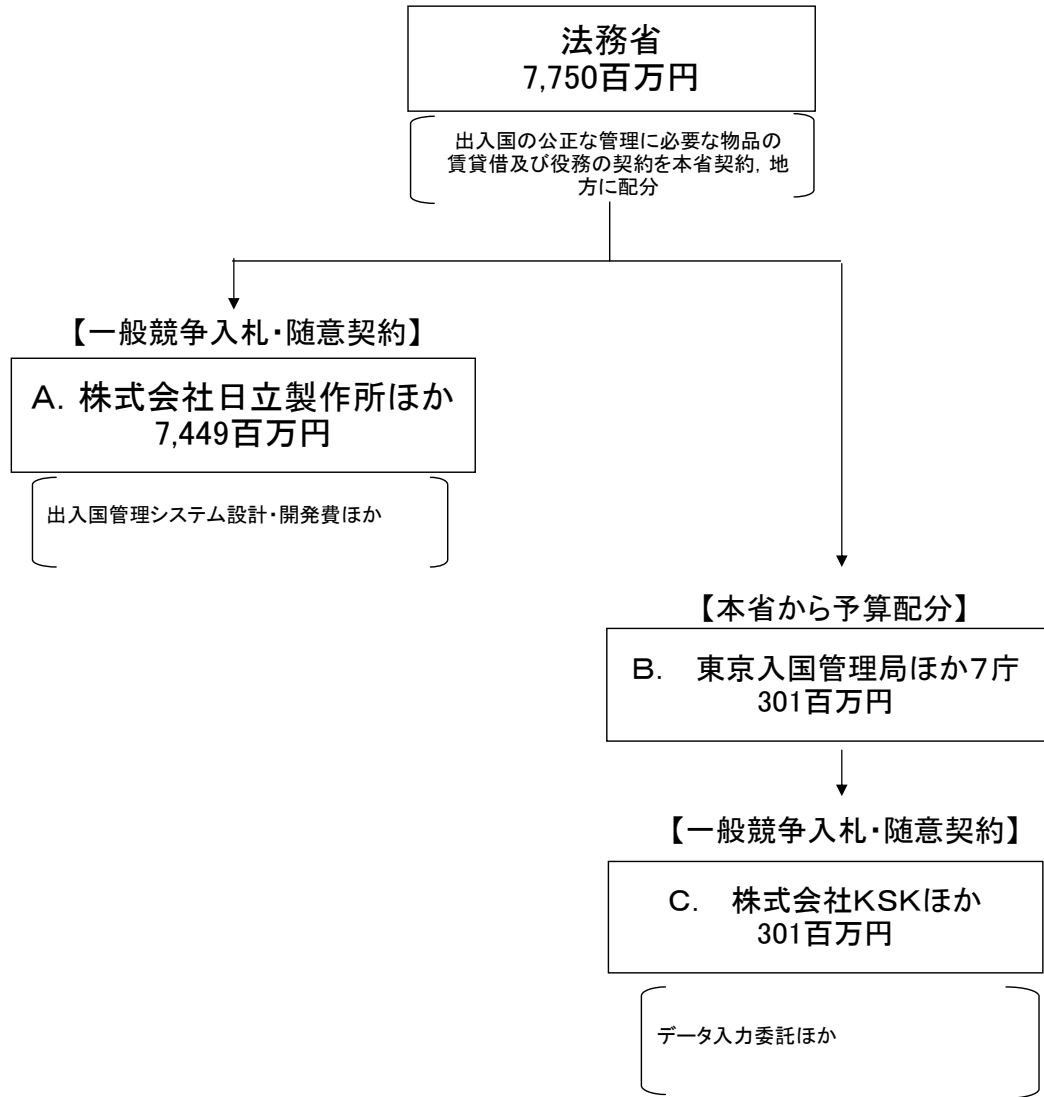 法務省
7,750百万円
出入国の公正な管理に必要な物品の
賃貸借及び役務の契約を本省契約，地
方に配分
【一般競争入札・随意契約】
A．株式会社日立製作所ほか
7,449百万円
出入国管理システム設計・開発費ほか
【本省から予算配分】
B．　東京入国管理局ほか７庁
301百万円
【一般競争入札・随意契約】
C．　株式会社KSKほか
301百万円
データ入力委託ほか